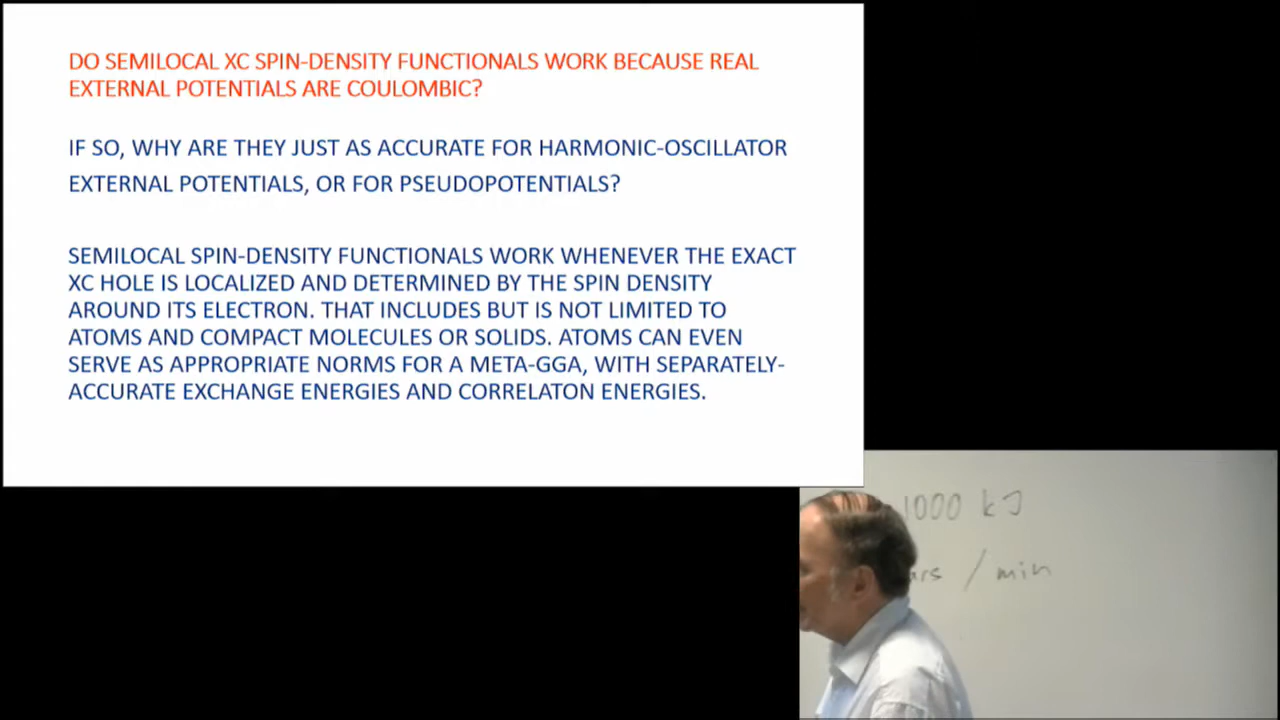 DO SEMILOCAL XC SPIN-DENSITY FUNCTIONALS WORK BECAUSE REAL
EXTERNAL POTENTIALS ARE COULOMBIC?
IF SO, WHY ARE THEY JUST AS ACCURATE FOR HARMONIC-OSCILLATOR
EXTERNAL POTENTIALS, OR FOR PSEUDOPOTENTIALS?
SEMILOCAL SPIN-DENSITY FUNCTIONALS WORK WHENEVER THE EXACT
XC HOLE IS LOCALIZED AND DETERMINED BY THE SPIN DENSITY
AROUND ITS ELECTRON. THAT INCLUDES BUT IS NOT LIMITED TO
ATOMS AND COMPACT MOLECULES OR SOLIDS. ATOMS CAN EVEN
SERVE AS APPROPRIATE NORMS FOR A META-GGA, WITH SEPARATELY-
ACCURATE EXCHANGE ENERGIES AND CORRELATON ENERGIES.
1000 kJ
/ min